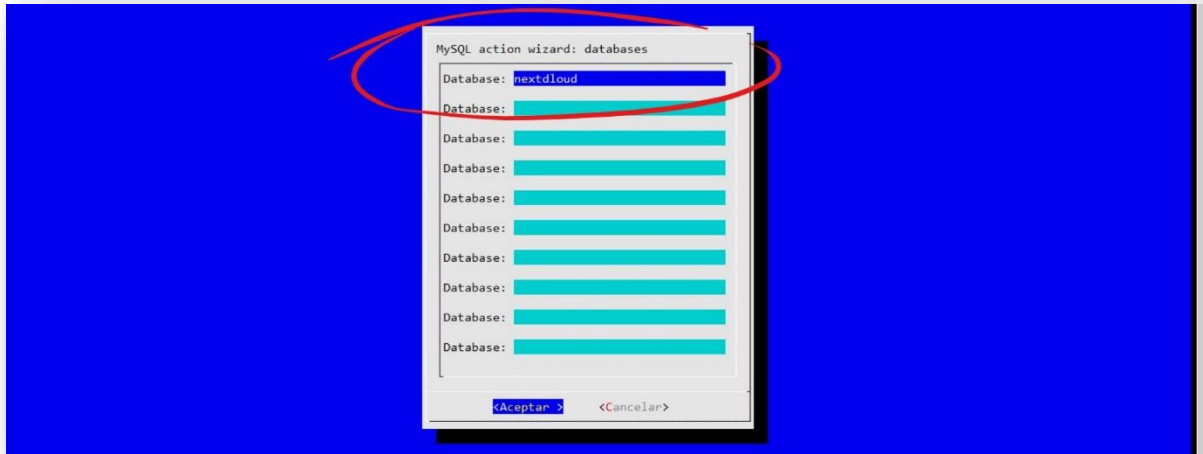 MySQL action wizard: databases
Database: nextdloud
Database:
Database:
Database:
Database:
Database:
Database:
Database:
Database:
Database:
<Aceptar > <Cancelar>